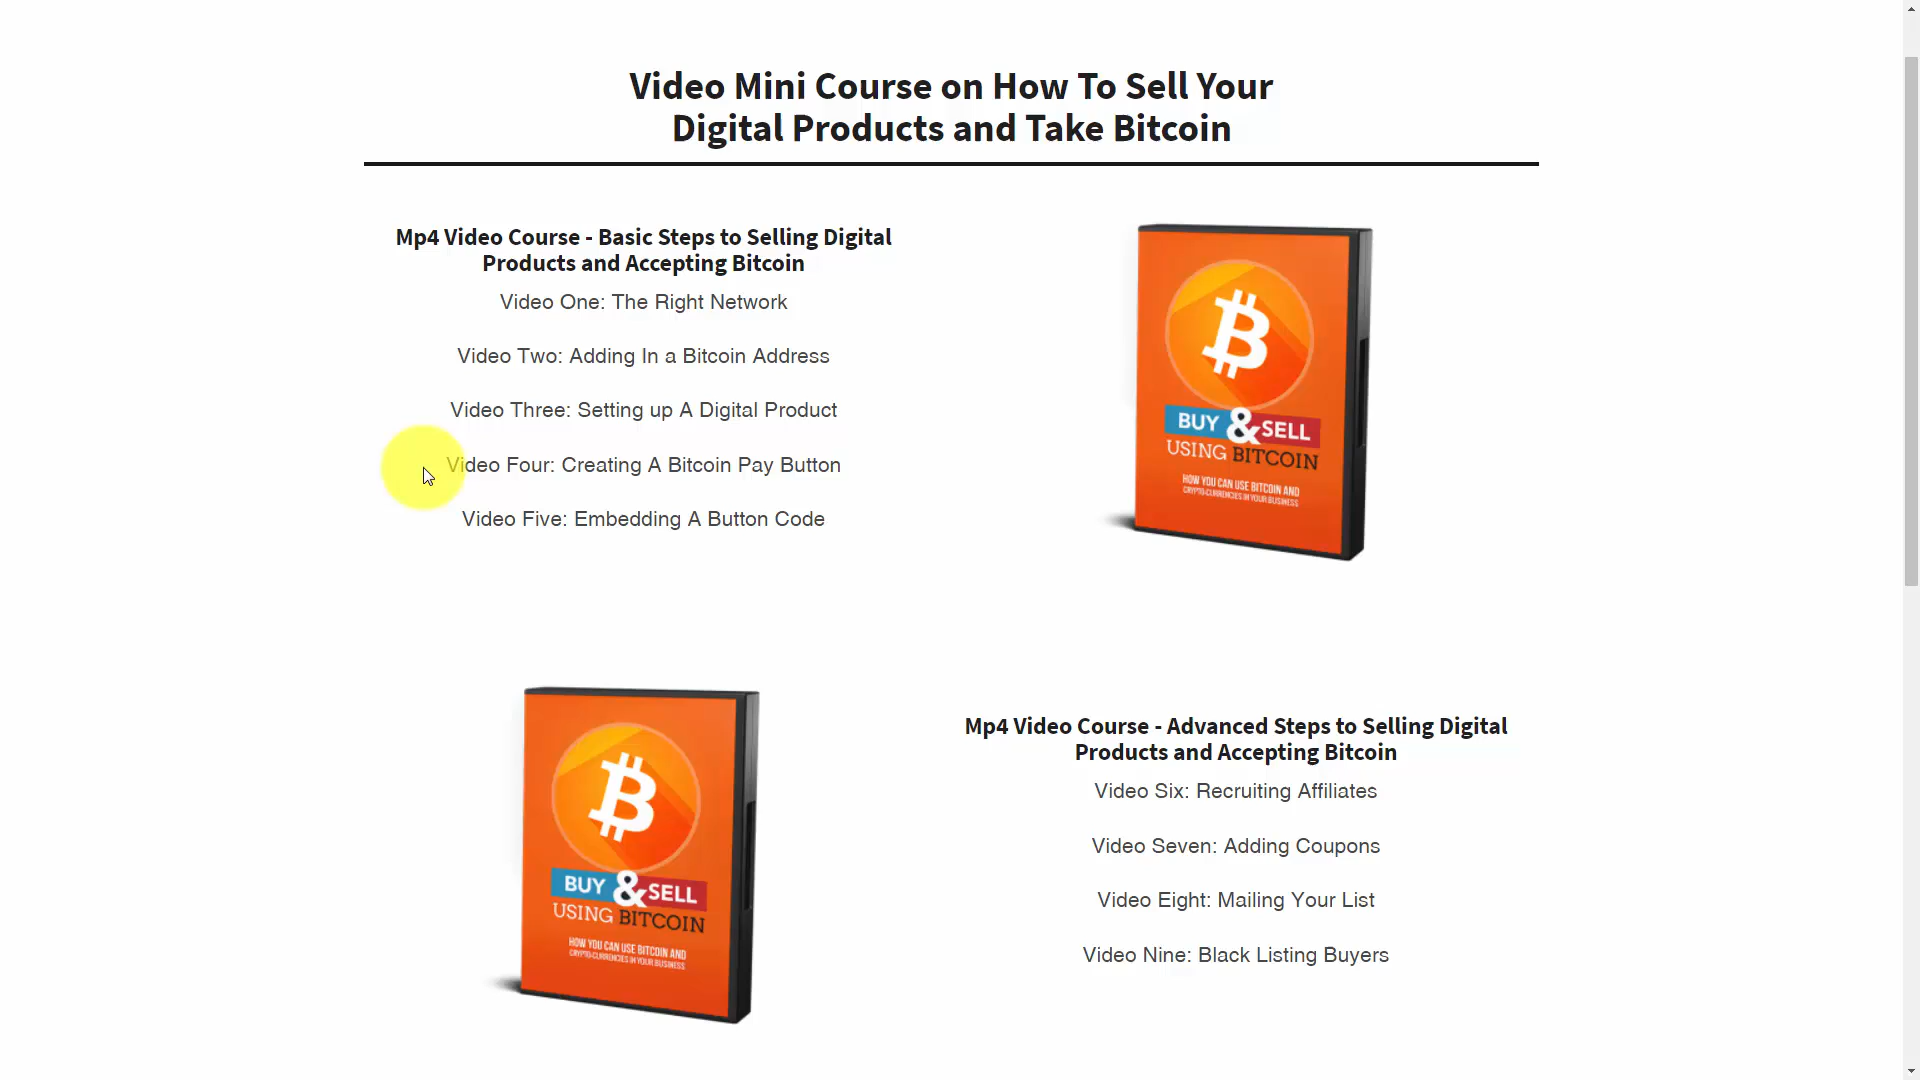 Video Mini Course on How To Sell Your
Digital Products and Take Bitcoin
Mp4 Video Course - Basic Steps to Selling Digital
Products and Accepting Bitcoin
Video One: The Right Network
Video Two: Adding In a Bitcoin Address
Video Three: Setting up A Digital Product
Video Four: Creating A Bitcoin Pay Button
Video Five: Embedding A Button Code
BUY & SELL
USING BITCOIN
HOW YOU CAN USE BITCOIN AND
CRYPTO-CURRENCIES IN YOUR BUSINESS
BUY & SELL
USING BITCOIN
HOW YOU CAN USE BITCOIN AND
CRYPTO-CURRENCIES IN YOUR BUSINESS
Mp4 Video Course - Advanced Steps to Selling Digital
Products and Accepting Bitcoin
Video Six: Recruiting Affiliates
Video Seven: Adding Coupons
Video Eight: Mailing Your List
Video Nine: Black Listing Buyers